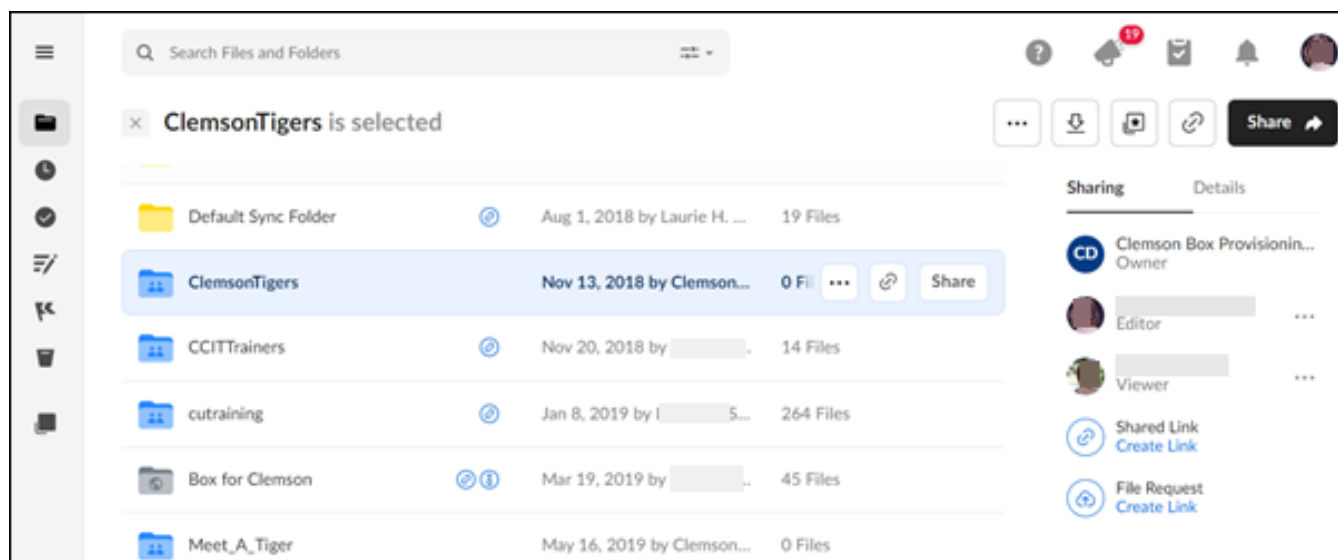 Search Files and Folders
19
ClemsonTigers is selected
Share
Sharing Details
Default Sync Folder Aug 1, 2018 by Laurie H. ... 19 Files
Clemson Box Provisionin...
CD
Owner
ClemsonTigers Nov 13, 2018 by Clemson... 0 Fi ... Share
Editor
CCITTrainers Nov 20, 2018 by . 14 Files
Viewer
cutraining Jan 8, 2019 by 5... 264 Files
Shared Link
Create Link
Box for Clemson Mar 19, 2019 by .. 45 Files
File Request
Create Link
Meet_A_Tiger May 16, 2019 by Clemson... 0 Files